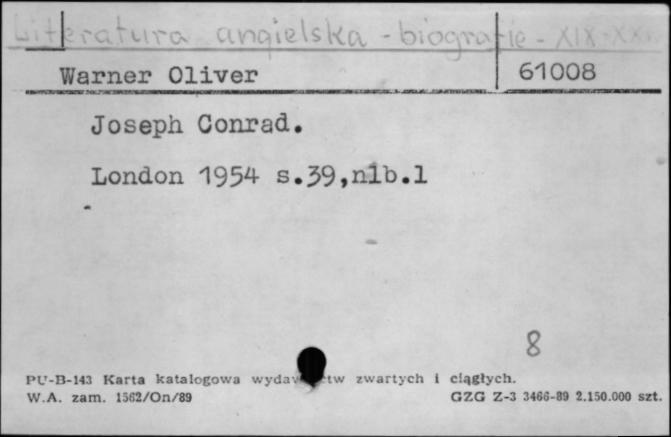 Literatura angielska - biografie - XIX-XX w.
Warner Oliver 61008
Joseph Conrad.
London 1954 s.39,nlb.1
8
PU-B-143 Karta katalogowa wydawnictw zwartych i ciągłych.
W.A. zam. 1562/On/89 GZG Z-3 3466-89 2.150.000 szt.